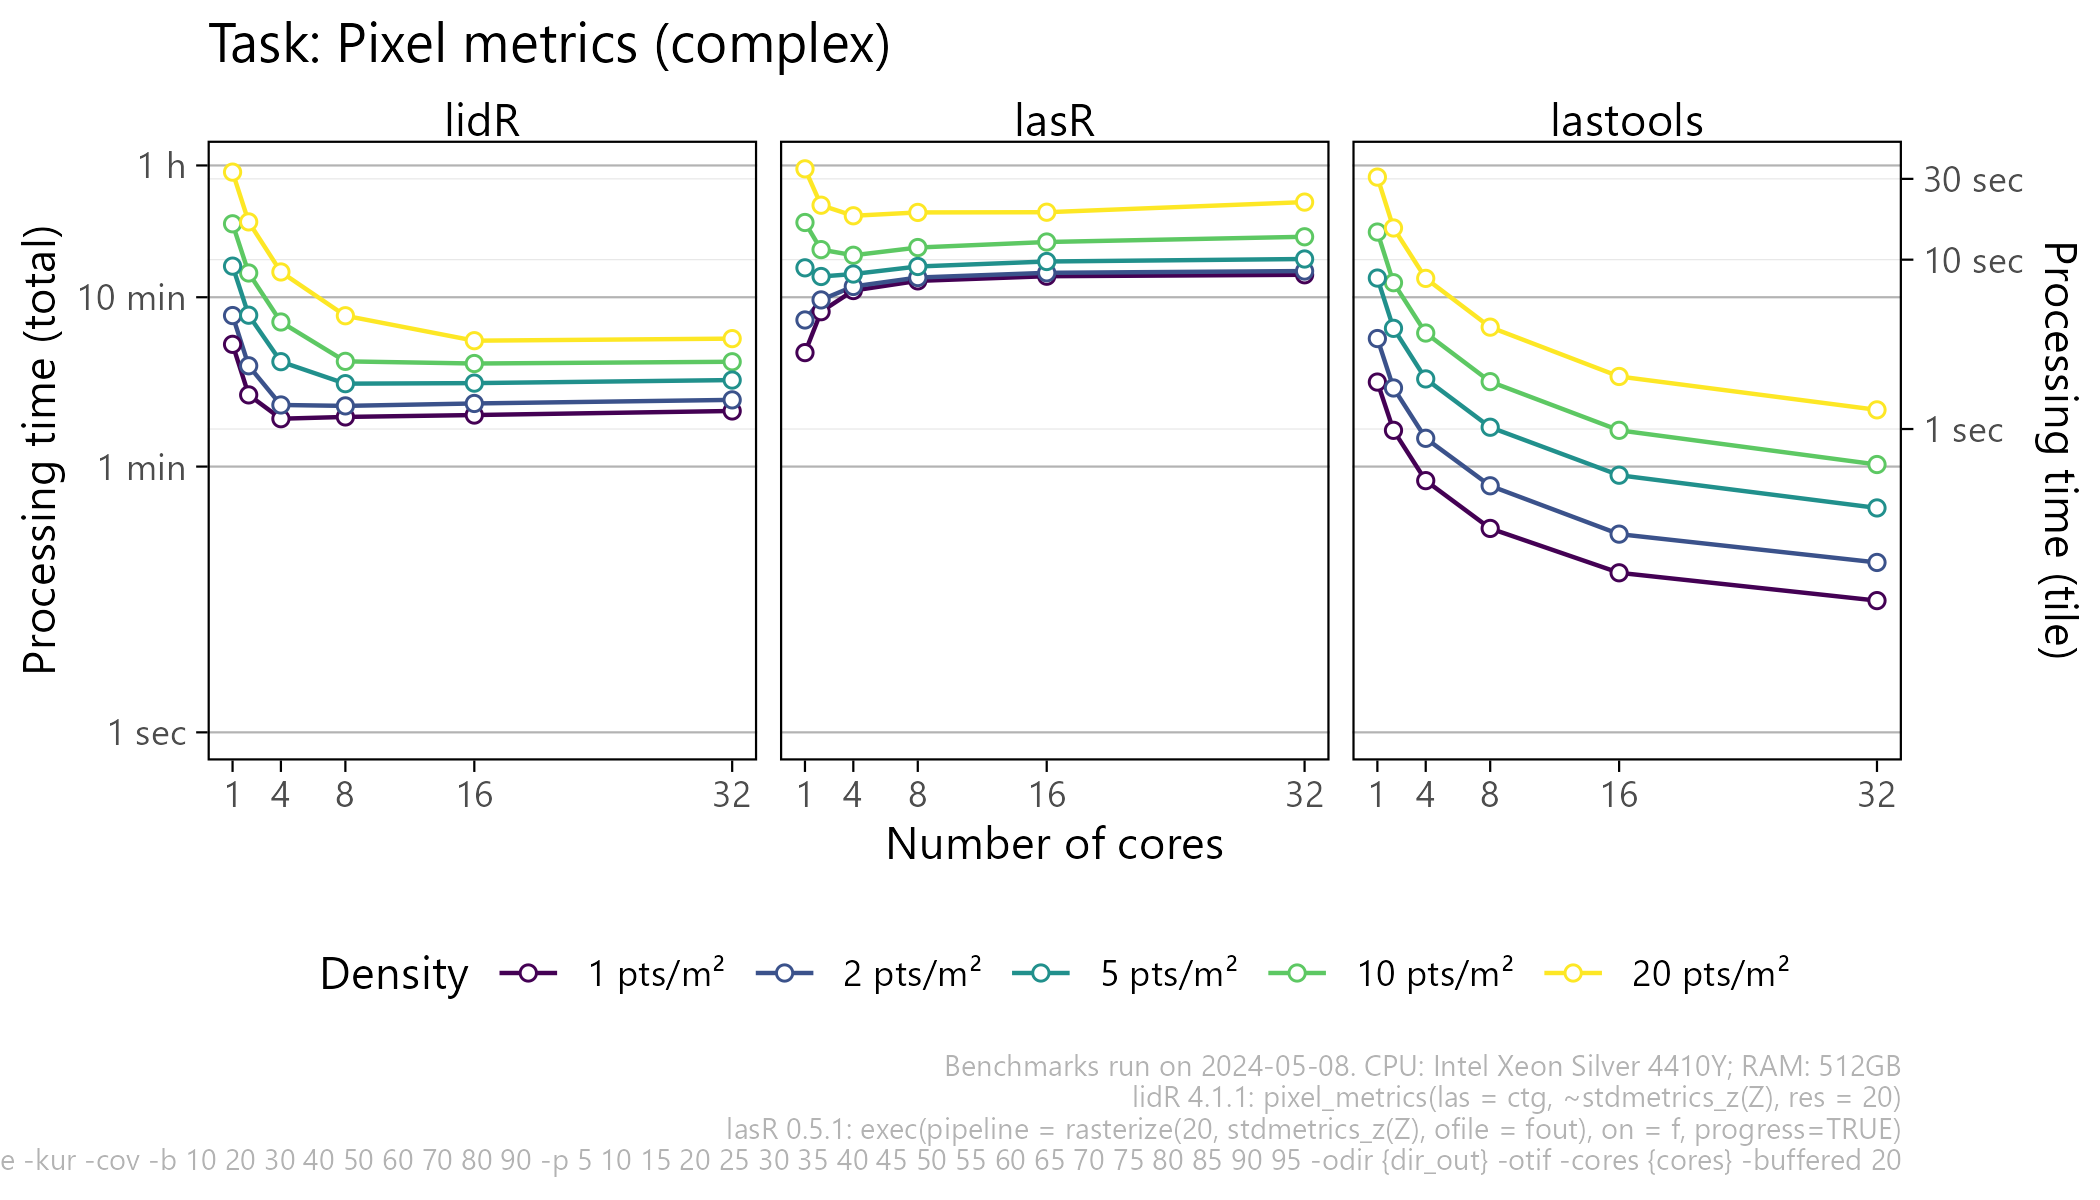 Task: Pixel metrics (complex)
lidR
lasR
lastools
Processing time (total)
1 h
10 min
1 min
1 sec
30 sec
10 sec
1 sec
Processing time (tile)
1 4 8 16 32
1 4 8 16 32
1 4 8 16 32
Number of cores
Density 1 pts/m² 2 pts/m² 5 pts/m² 10 pts/m² 20 pts/m²
Benchmarks run on 2024-05-08. CPU: Intel Xeon Silver 4410Y; RAM: 512GB
lidR 4.1.1: pixel_metrics(las = ctg, ~stdmetrics_z(Z), res = 20)
lasR 0.5.1: exec(pipeline = rasterize(20, stdmetrics_z(Z), ofile = fout), on = f, progress=TRUE)
e -kur -cov -b 10 20 30 40 50 60 70 80 90 -p 5 10 15 20 25 30 35 40 45 50 55 60 65 70 75 80 85 90 95 -odir {dir_out} -otif -cores {cores} -buffered 20